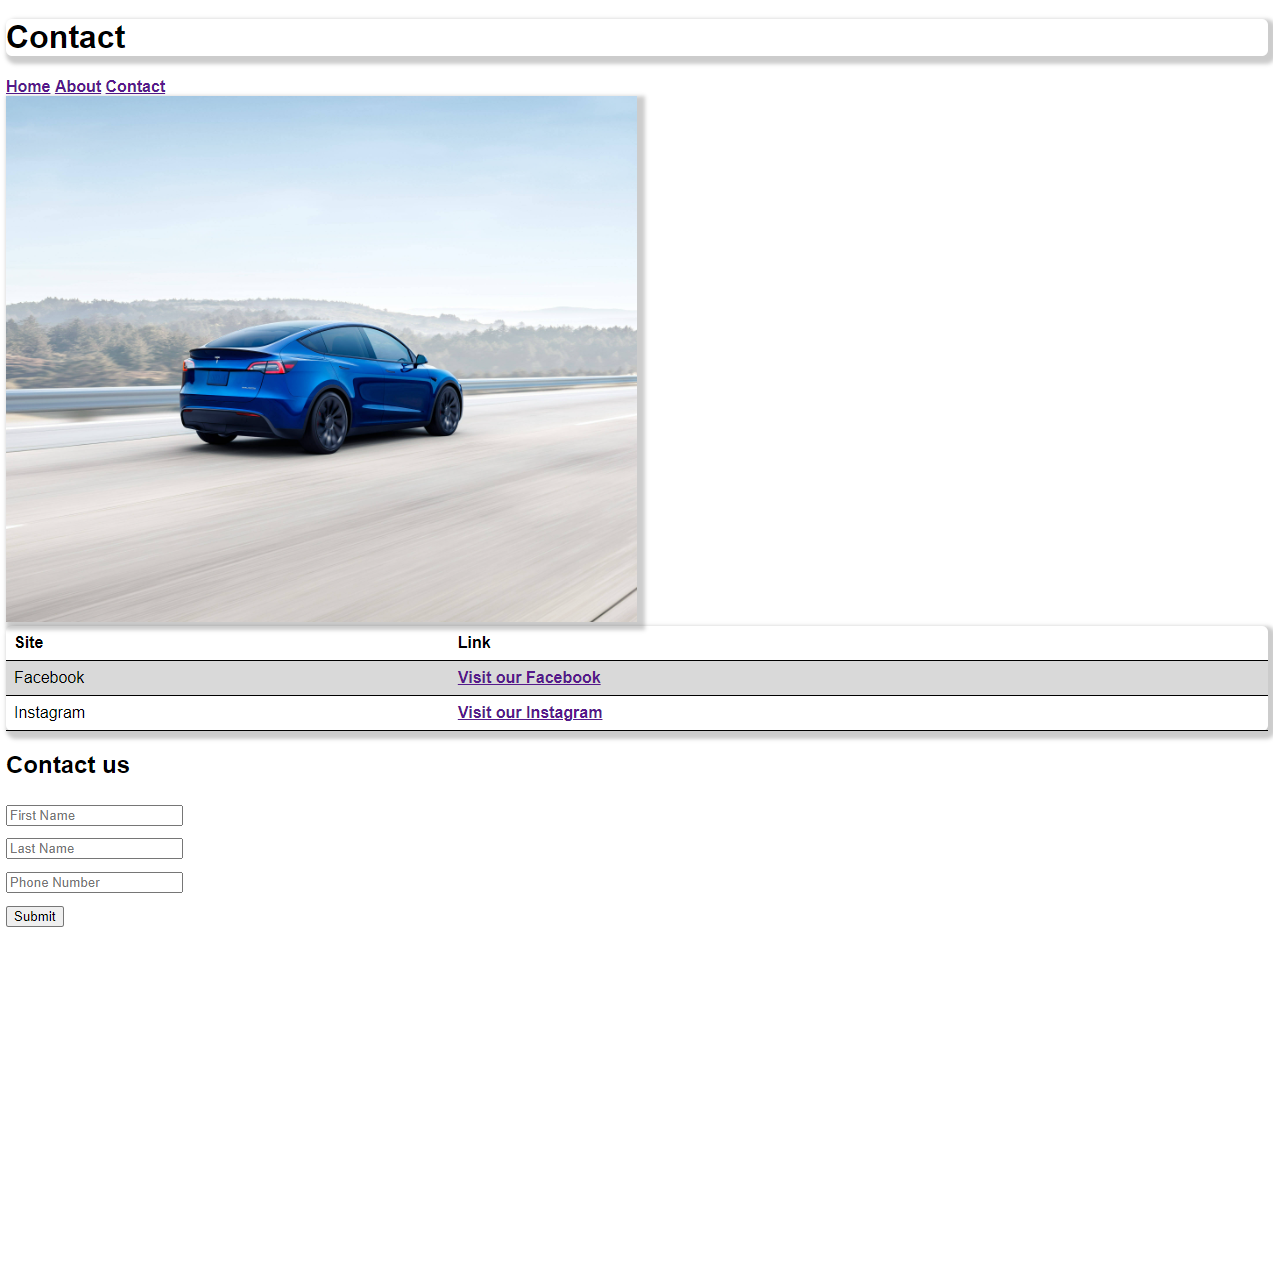 Contact
Home About Contact
Site Link
Facebook Visit our Facebook
Instagram Visit our Instagram
Contact us
First Name
Last Name
Phone Number
Submit